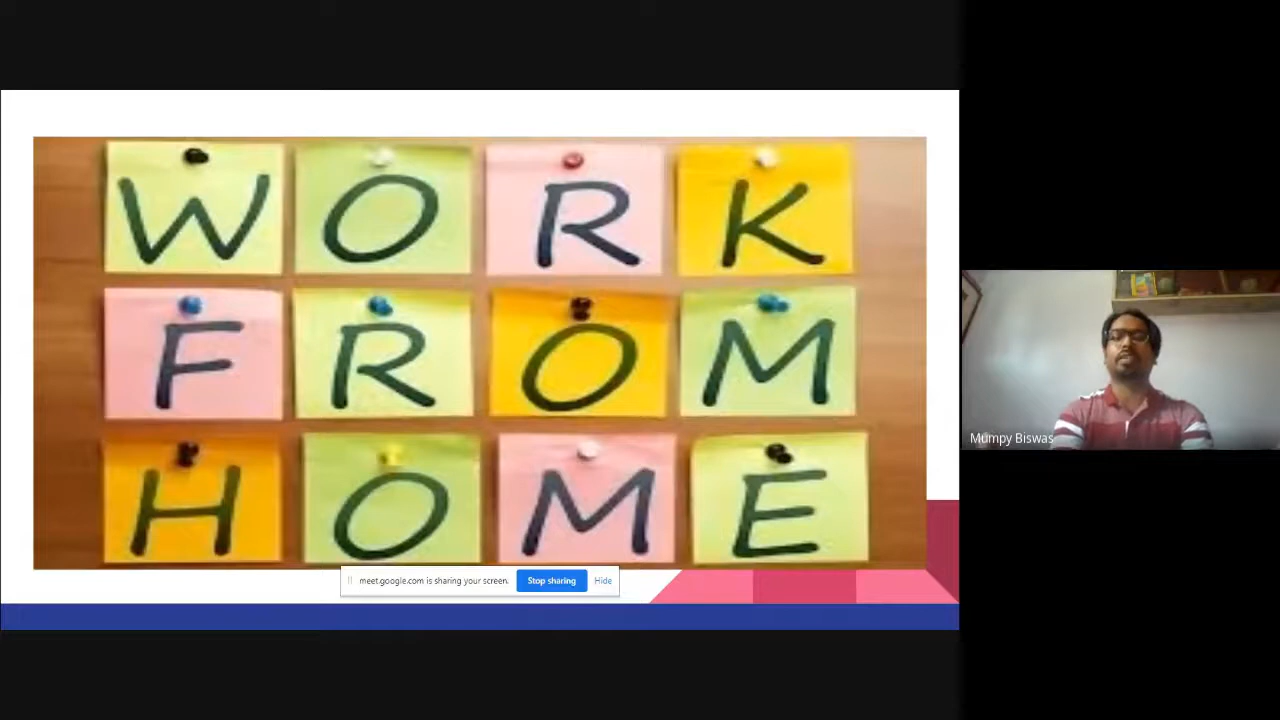 WORK
FROM
HOME
meet.google.com is sharing your screen. Stop sharing Hide
Mumpy Biswas